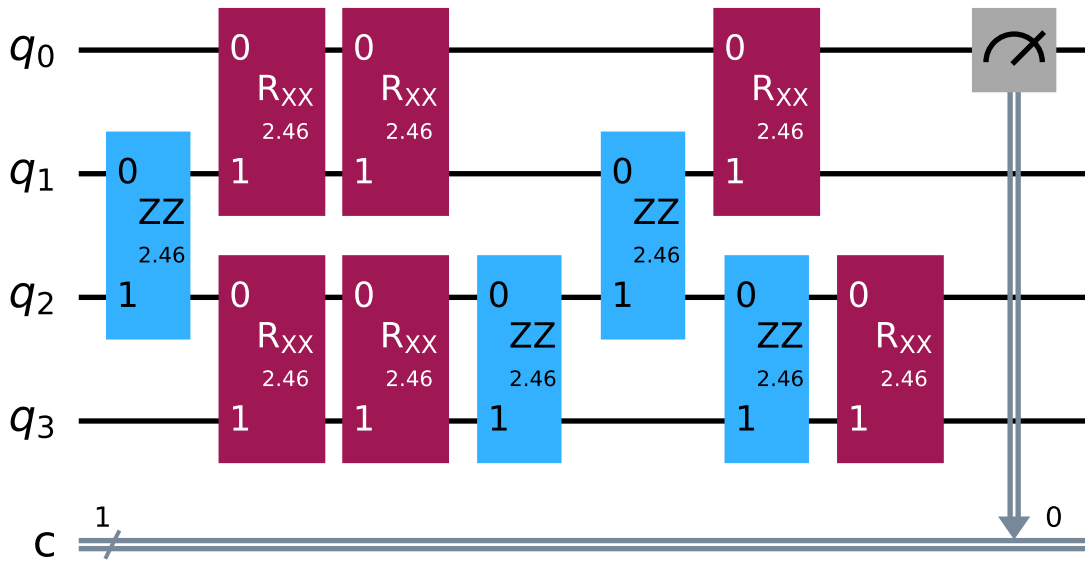 q0 0 0 0
RXX RXX RXX
2.46 2.46 2.46
q1 0 1 1 0 1
ZZ ZZ
2.46 2.46
q2 1 0 0 0 1 0 0
RXX RXX ZZ ZZ RXX
2.46 2.46 2.46 2.46 2.46
q3 1 1 1 1 1
1 0
c